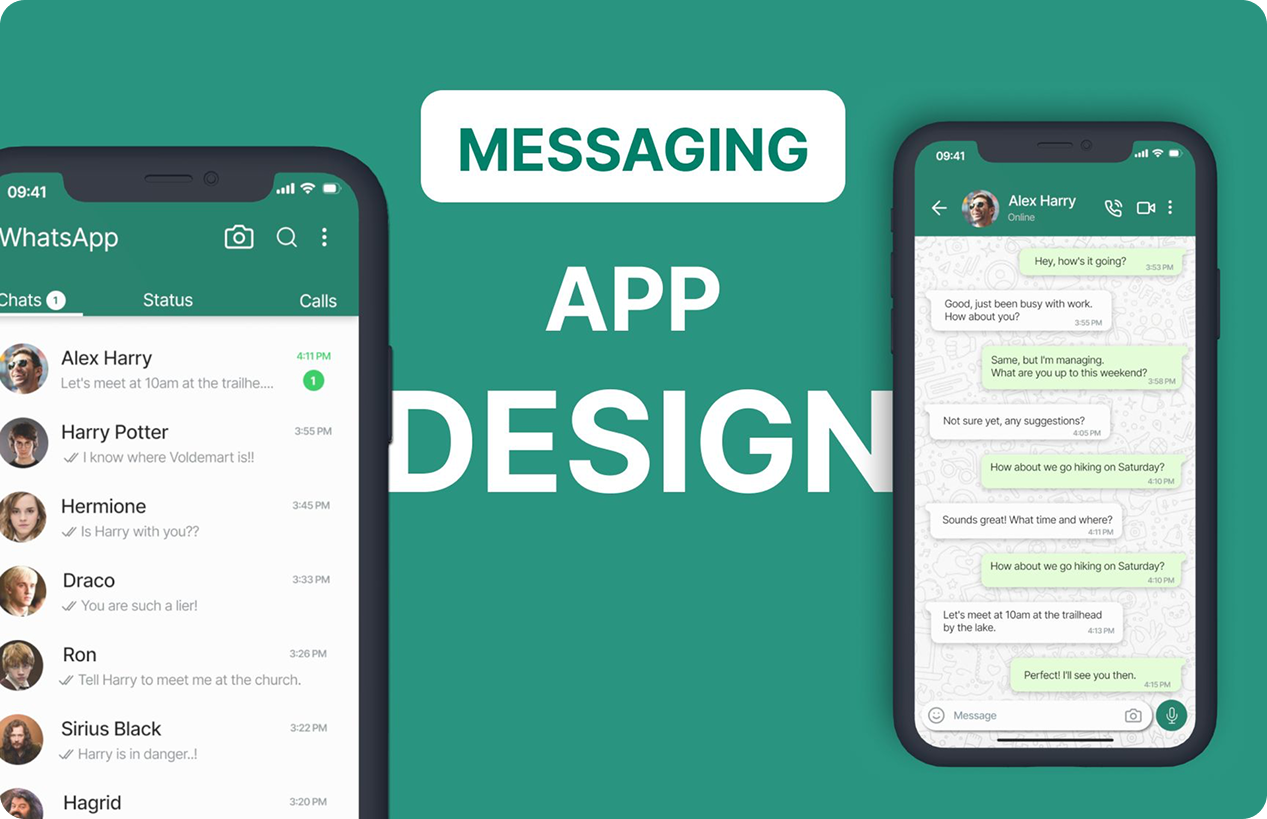 MESSAGING
APP
DESIGN
09:41
WhatsApp
Chats 1
Status
Calls
Alex Harry
4:11 PM
Let's meet at 10am at the trailhe....
1
Harry Potter
3:55 PM
I know where Voldemart is!!
Hermione
3:45 PM
Is Harry with you??
Draco
3:33 PM
You are such a lier!
Ron
3:26 PM
Tell Harry to meet me at the church.
Sirius Black
3:22 PM
Harry is in danger..!
Hagrid
3:20 PM
09:41
Alex Harry
Online
Hey, how's it going?
3:53 PM
Good, just been busy with work.
How about you?
3:55 PM
Same, but I'm managing.
What are you up to this weekend?
3:58 PM
Not sure yet, any suggestions?
4:05 PM
How about we go hiking on Saturday?
4:10 PM
Sounds great! What time and where?
4:11 PM
How about we go hiking on Saturday?
4:10 PM
Let's meet at 10am at the trailhead
by the lake.
4:13 PM
Perfect! I'll see you then.
4:15 PM
Message